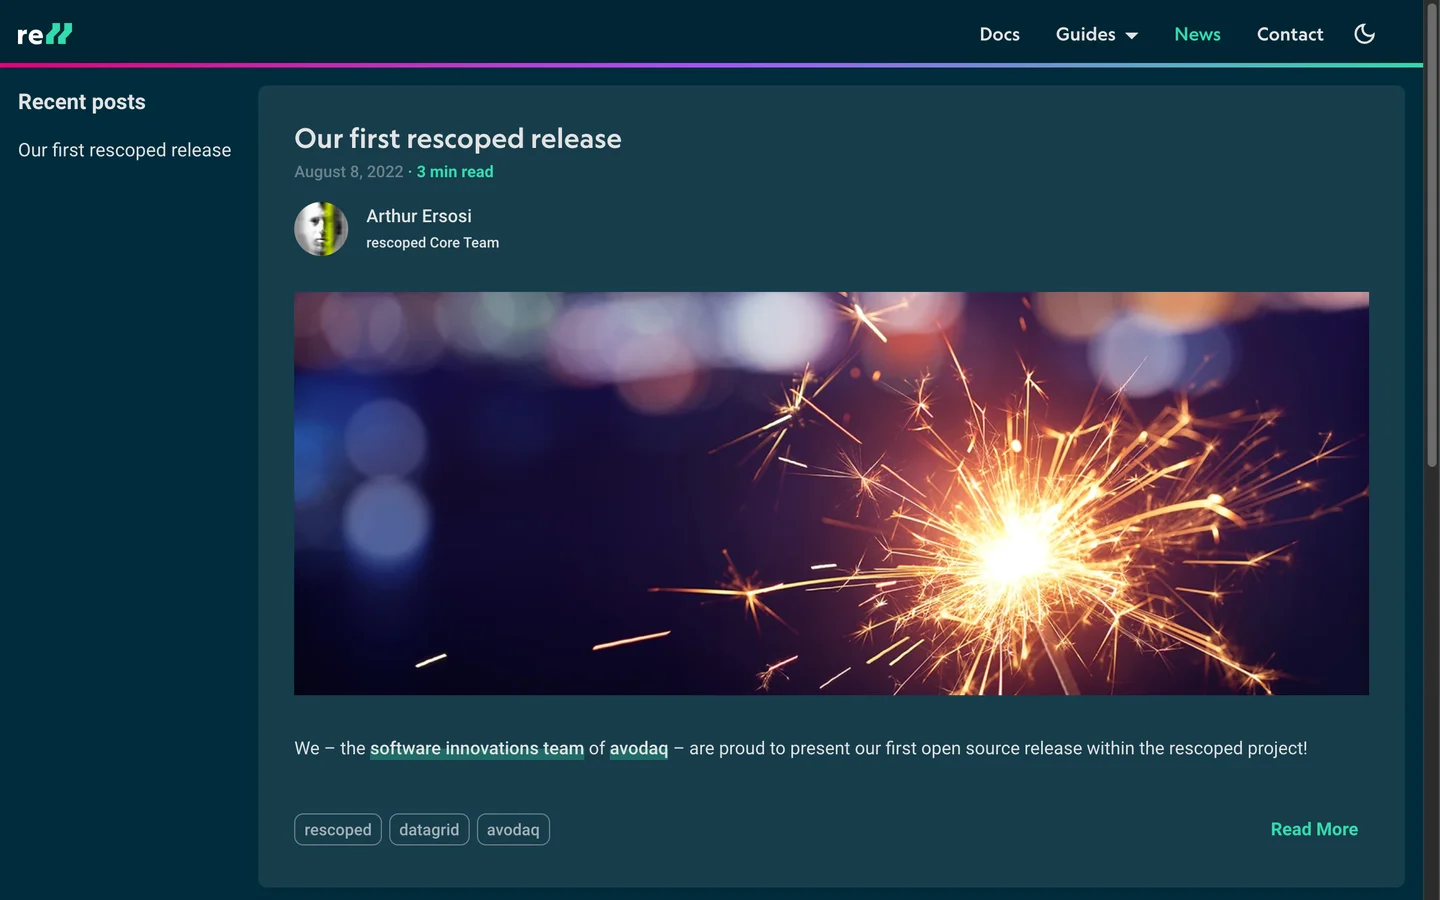 re
Docs
Guides
News
Contact
Recent posts
Our first rescoped release
Our first rescoped release
August 8, 2022 · 3 min read
Arthur Ersosi
rescoped Core Team
We – the software innovations team of avodaq – are proud to present our first open source release within the rescoped project!
rescoped
datagrid
avodaq
Read More